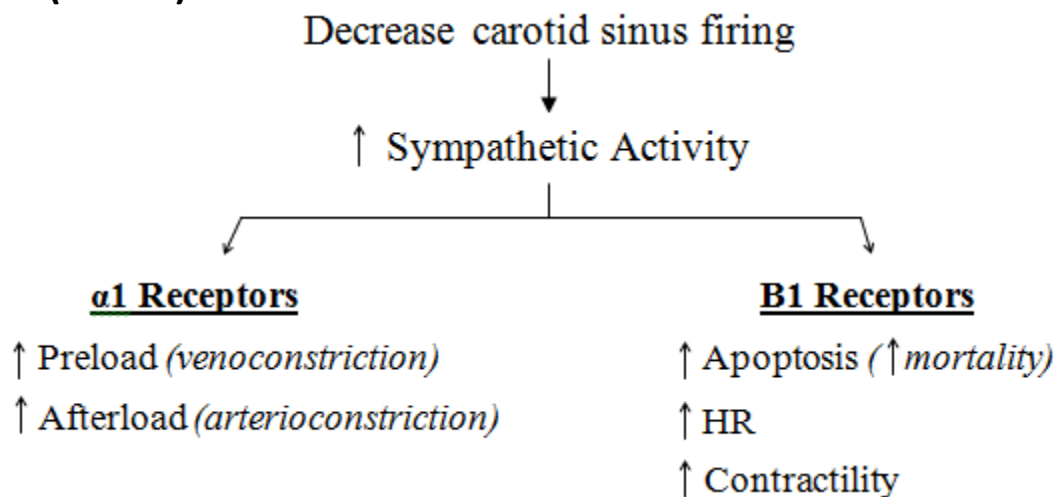 Decrease carotid sinus firing
↑ Sympathetic Activity
α1 Receptors
B1 Receptors
↑ Preload (venoconstriction)
↑ Apoptosis (↑mortality)
↑ Afterload (arterioconstriction)
↑ HR
↑ Contractility